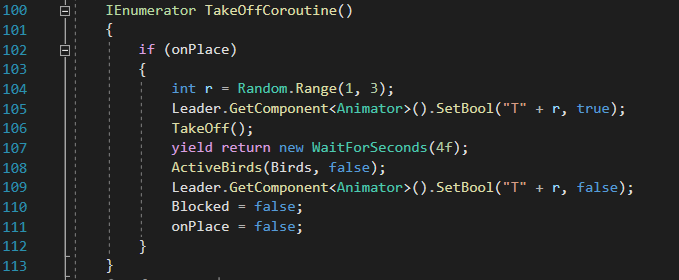 100 IEnumerator TakeOffCoroutine()
101 {
102 if (onPlace)
103 {
104 int r = Random.Range(1, 3);
105 Leader.GetComponent<Animator>().SetBool("T" + r, true);
106 TakeOff();
107 yield return new WaitForSeconds(4f);
108 ActiveBirds(Birds, false);
109 Leader.GetComponent<Animator>().SetBool("T" + r, false);
110 Blocked = false;
111 onPlace = false;
112 }
113 }